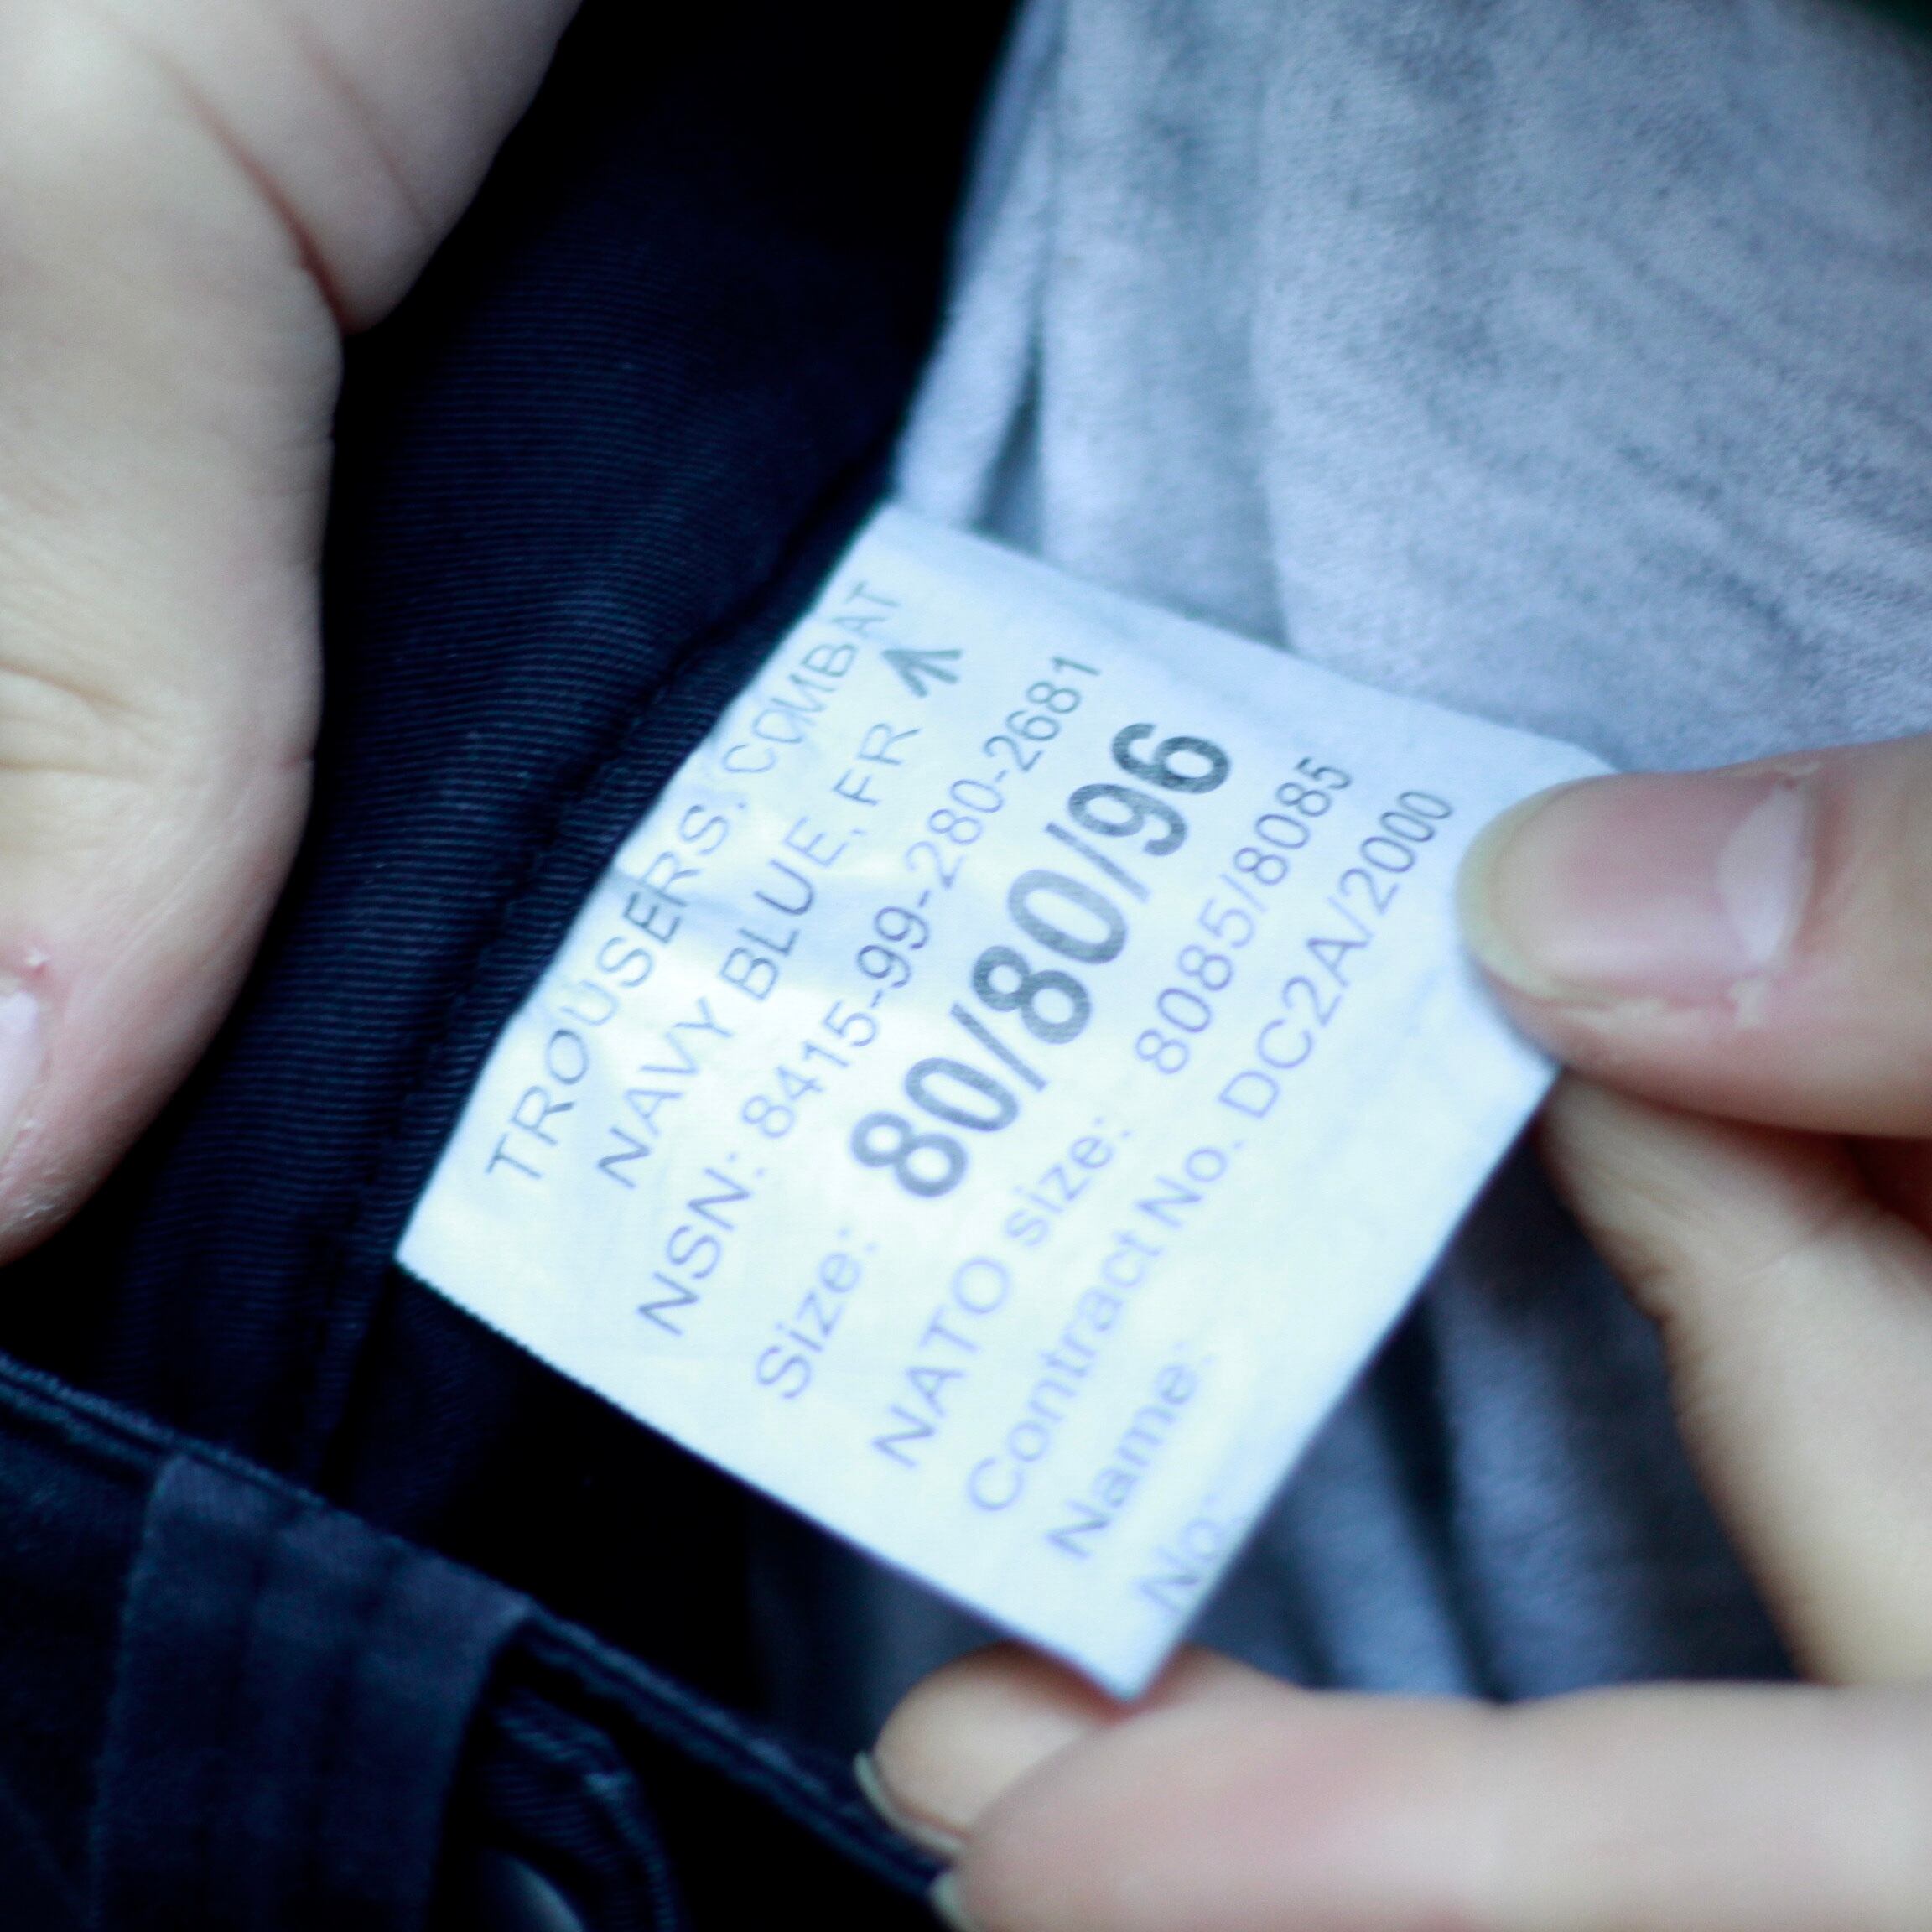 TROUSERS, COMBAT
NAVY BLUE, FR
NSN: 8415-99-280-2681
Size: 80/80/96
NATO size: 8085/8085
Contract No. DC2A/2000
Name:
No: